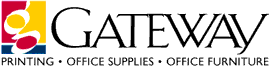 GATEWAY
PRINTING • OFFICE SUPPLIES • OFFICE FURNITURE